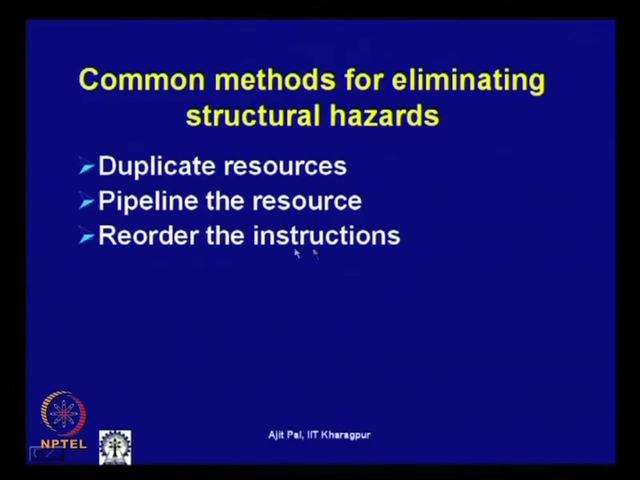 Common methods for eliminating
structural hazards
Duplicate resources
Pipeline the resource
Reorder the instructions
NPTEL
Ajit Pal, IIT Kharagpur